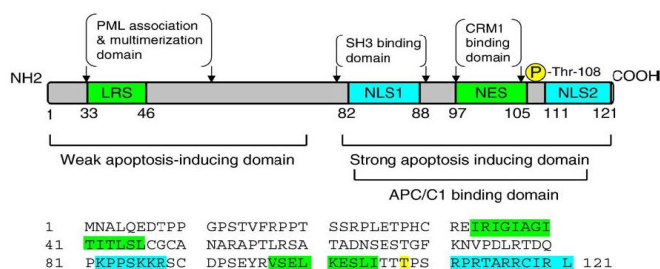 PML association
& multimerization
domain
SH3 binding
domain
CRM1
binding
domain
P -Thr-108
NH2
COOH
LRS
NLS1
NES
NLS2
1 33 46 82 88 97 105 111 121
Weak apoptosis-inducing domain
Strong apoptosis inducing domain
APC/C1 binding domain
1 MNALQEDTPP GPSTVFRPPT SSRPLETPHC REIRIGIAGI
41 TITLSLCGCA NARAPTLRSA TADNSESTGF KNVPDLRTDQ
81 PKPPSKKRSC DPSEYRVSEL KESLITTTPS RPRTARRCIR L 121